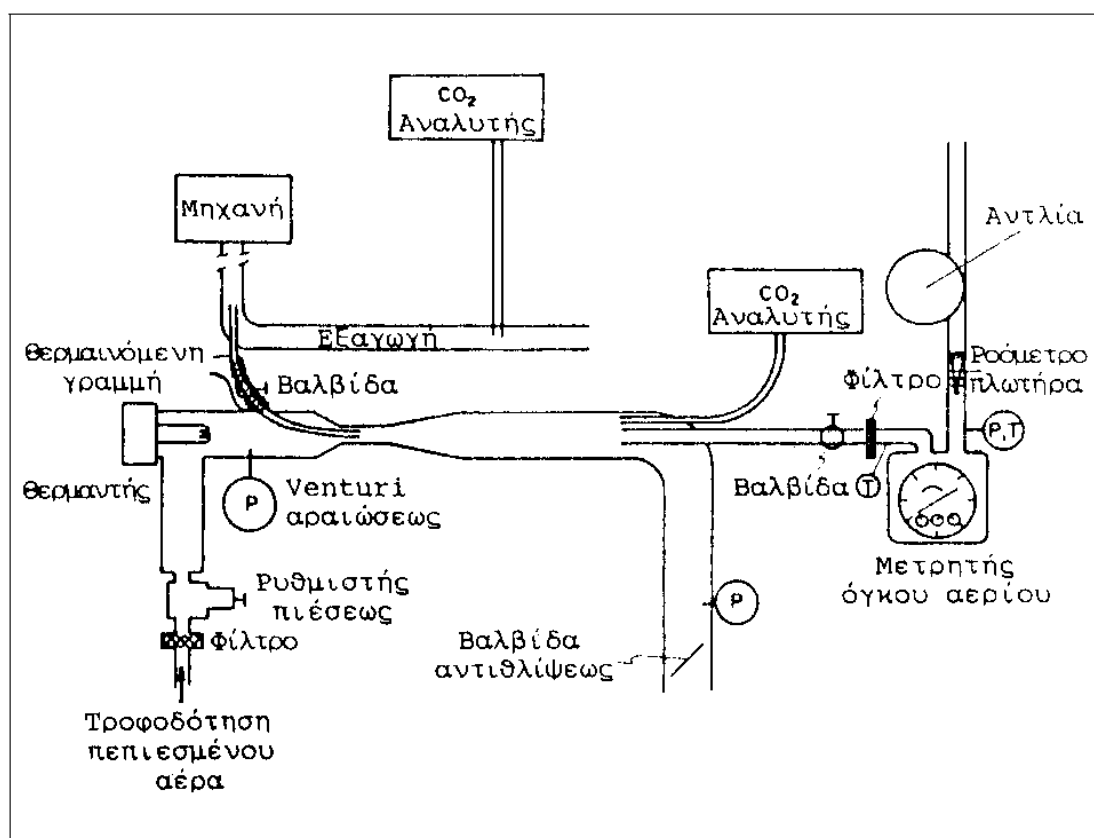 CO₂
Αναλυτής
Μηχανή
Αντλία
CO₂
Αναλυτής
Εξαγωγή
Θερμαινόμενη
γραμμή
Βαλβίδα
Φίλτρο
Ροόμετρο
πλωτήρα
P,T
Θερμαντής
P
Venturi
αραιώσεως
Βαλβίδα
T
Μετρητής
όγκου αερίου
Ρυθμιστής
πιέσεως
P
Φίλτρο
Βαλβίδα
αντιθλίψεως
Τροφοδότηση
πεπιεσμένου
αέρα